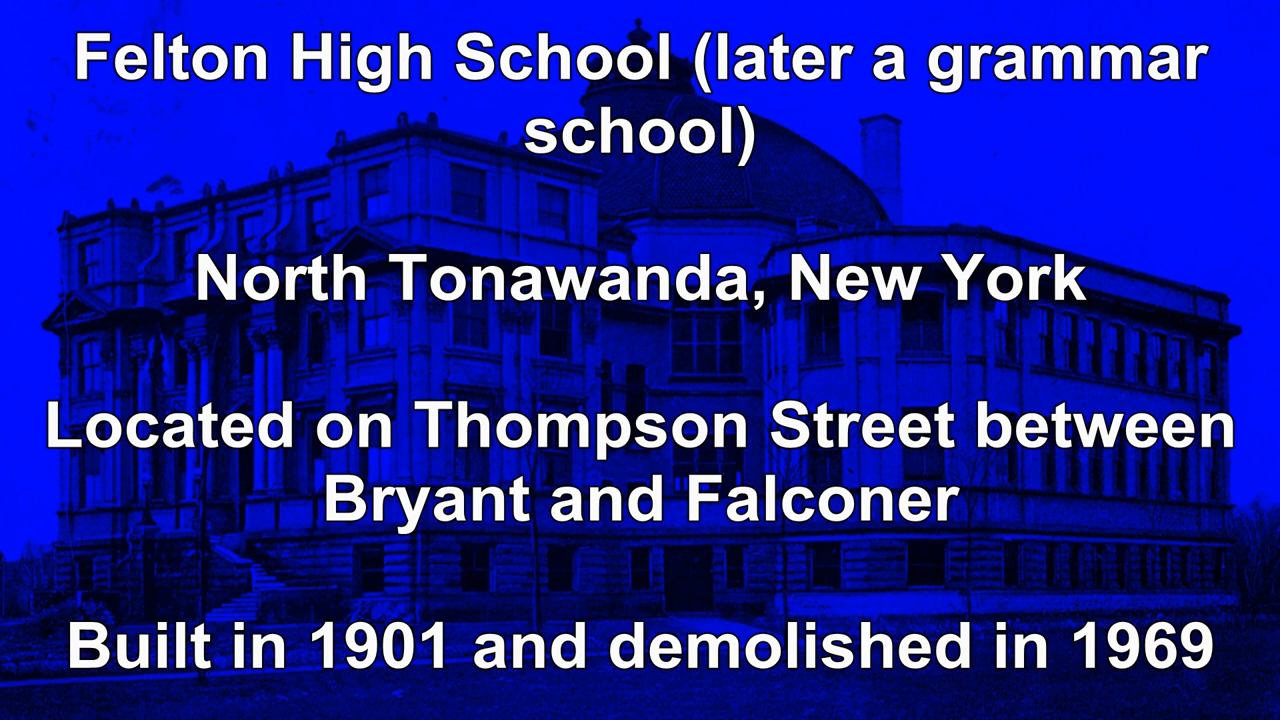 Felton High School (later a grammar
school)
North Tonawanda, New York
Located on Thompson Street between
Bryant and Falconer
Built in 1901 and demolished in 1969